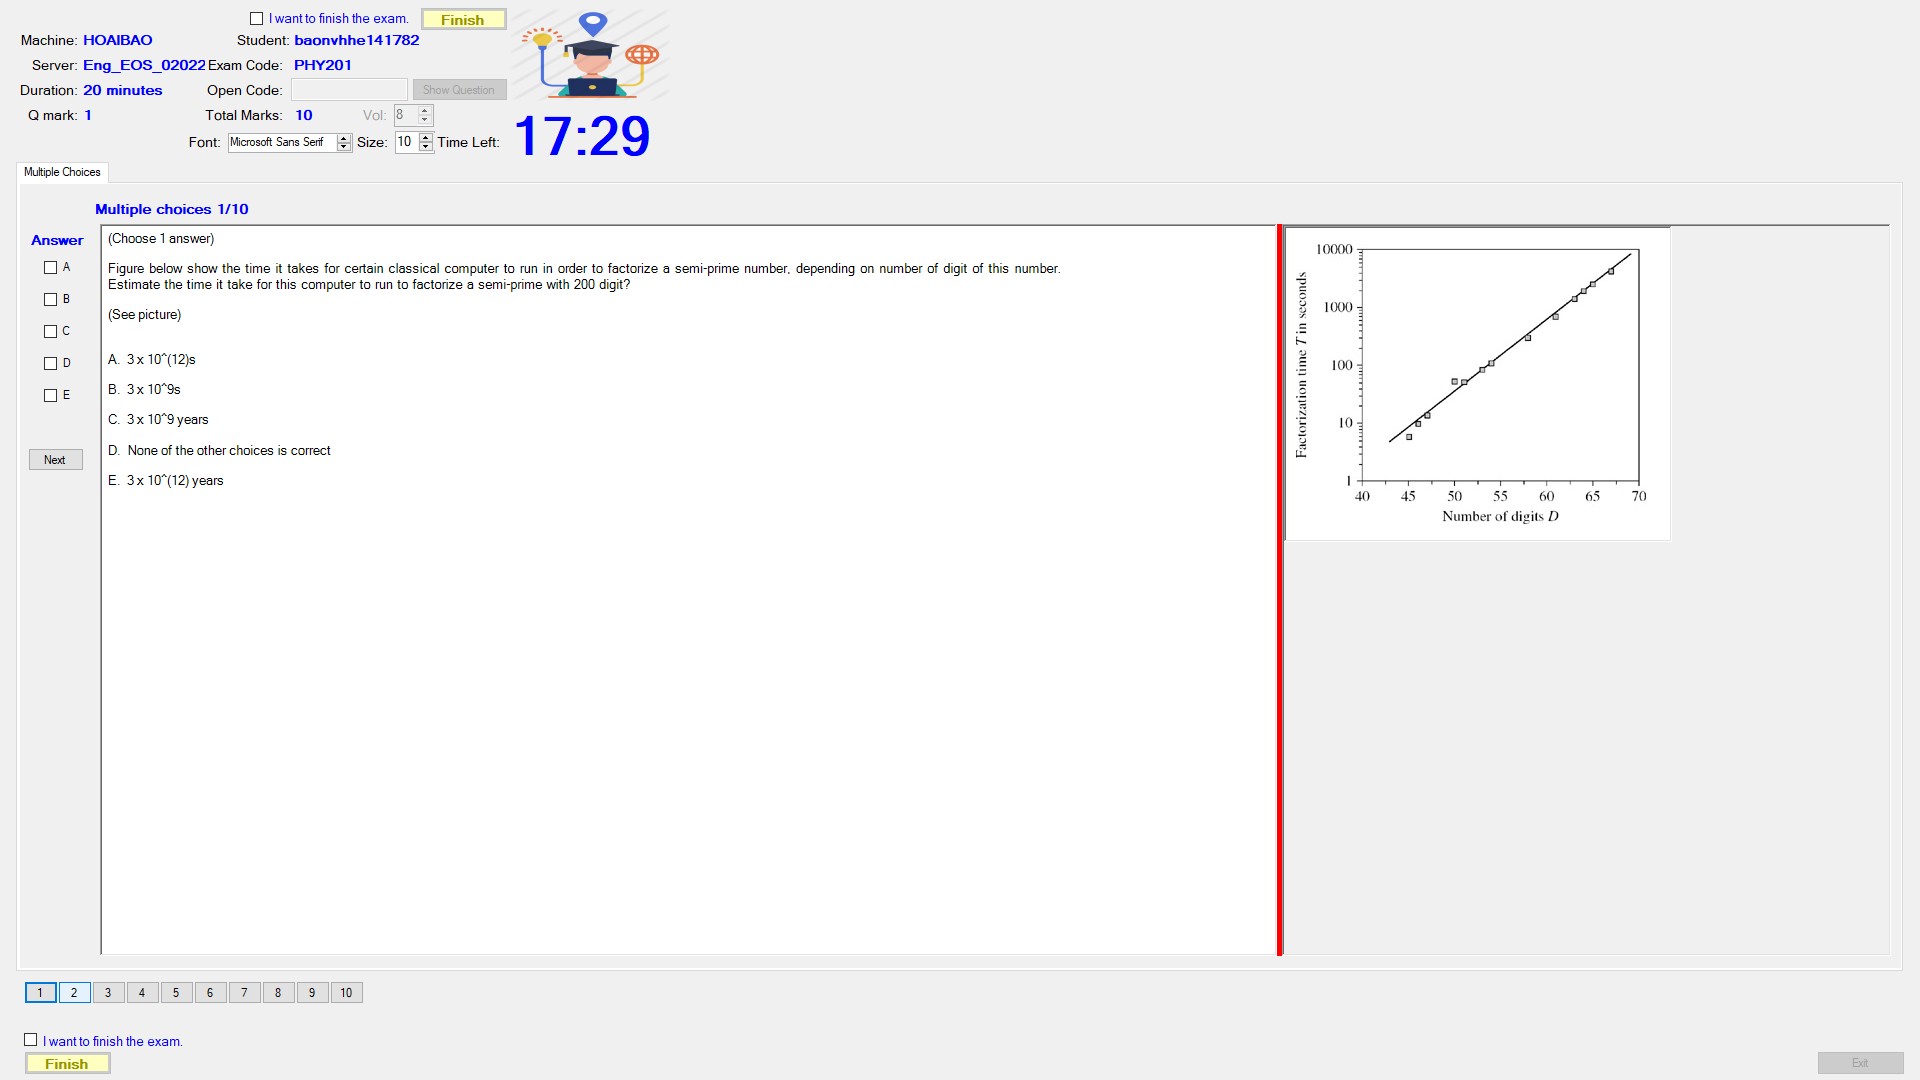 I want to finish the exam. Finish
Machine: HOAIBAO Student: baonvhhe141782
Server: Eng_EOS_02022 Exam Code: PHY201
Duration: 20 minutes Open Code: Show Question
Q mark: 1 Total Marks: 10 Vol: 8
Font: Microsoft Sans Serif Size: 10 Time Left: 17:29
Multiple Choices
Multiple choices 1/10
Answer
A
B
C
D
E
Next
(Choose 1 answer)
Figure below show the time it takes for certain classical computer to run in order to factorize a semi-prime number, depending on number of digit of this number.
Estimate the time it take for this computer to run to factorize a semi-prime with 200 digit?
(See picture)
A. 3 x 10^(12)s
B. 3 x 10^9s
C. 3 x 10^9 years
D. None of the other choices is correct
E. 3 x 10^(12) years
Factorization time T in seconds
10000
1000
100
10
1
40 45 50 55 60 65 70
Number of digits D
1 2 3 4 5 6 7 8 9 10
I want to finish the exam.
Finish
Exit